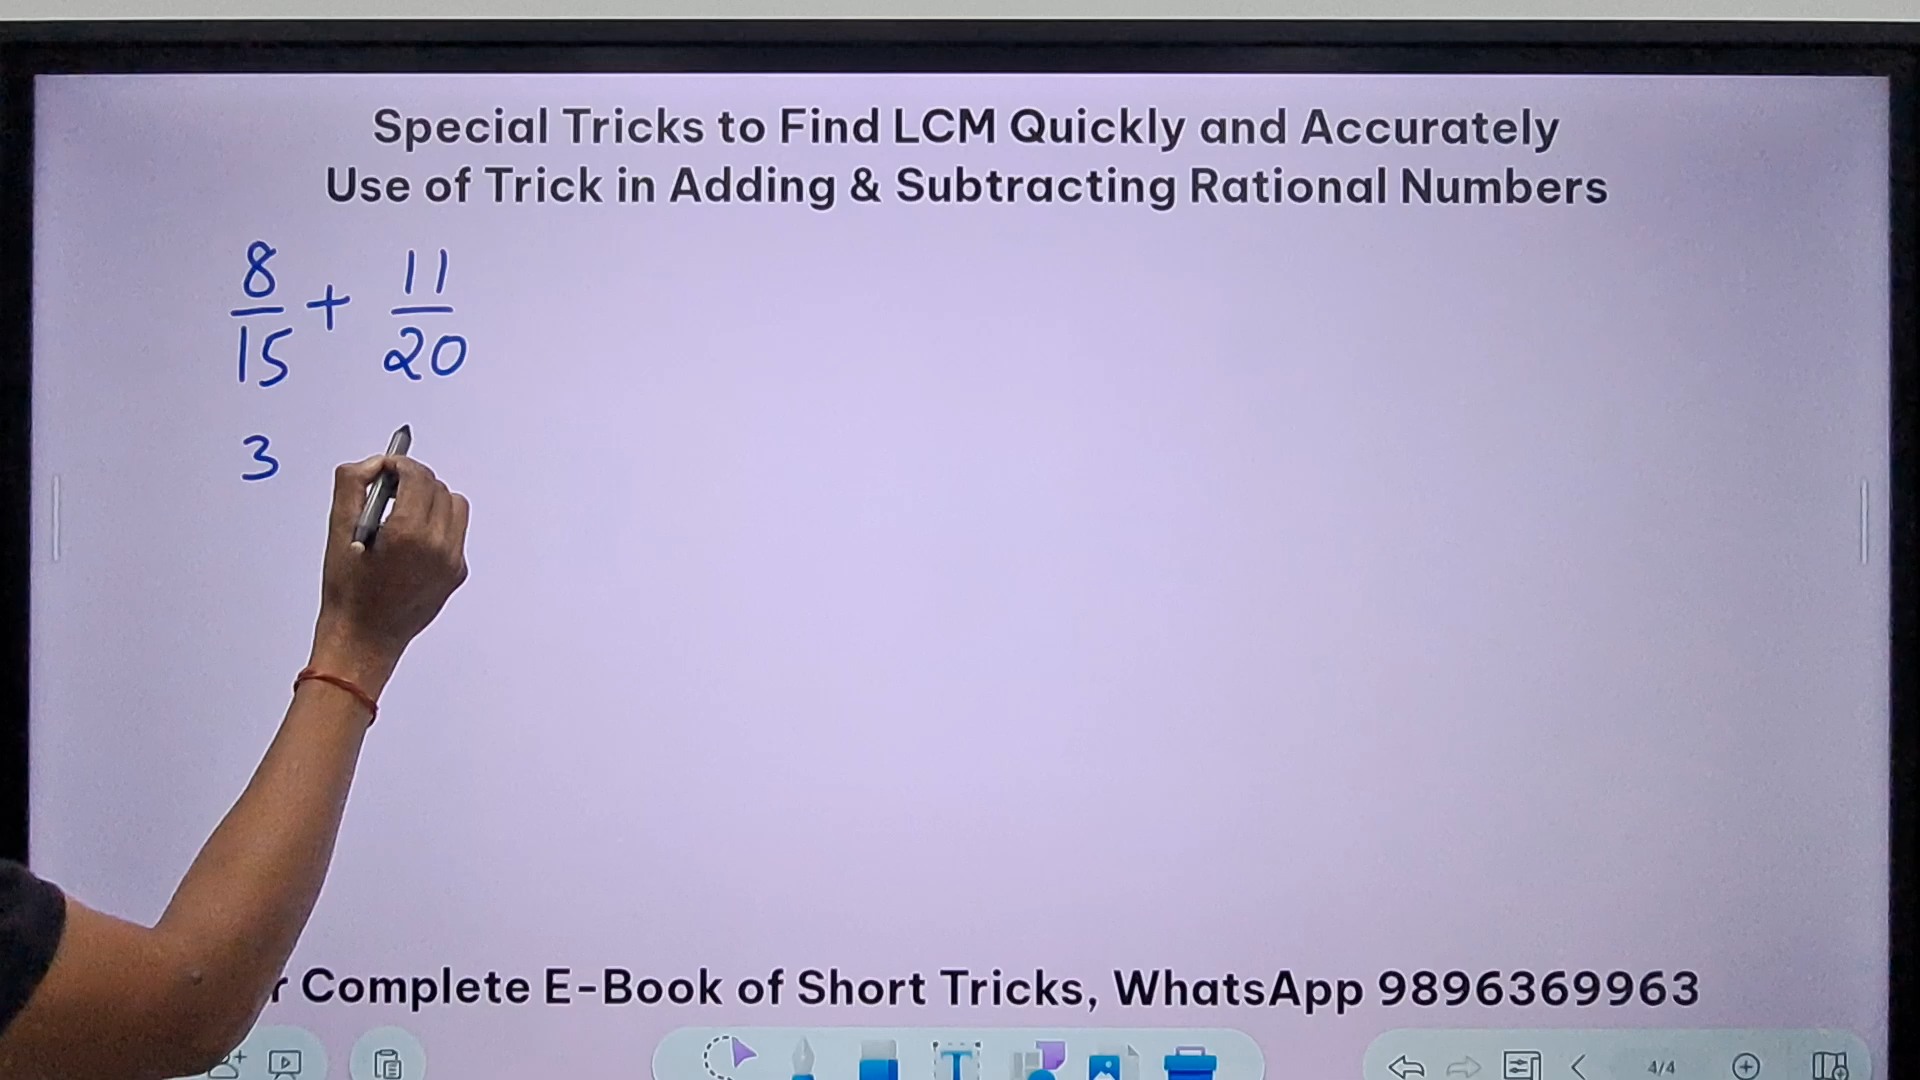 Special Tricks to Find LCM Quickly and Accurately
Use of Trick in Adding & Subtracting Rational Numbers
8/15 + 11/20
3
r Complete E-Book of Short Tricks, WhatsApp 9896369963
4/4